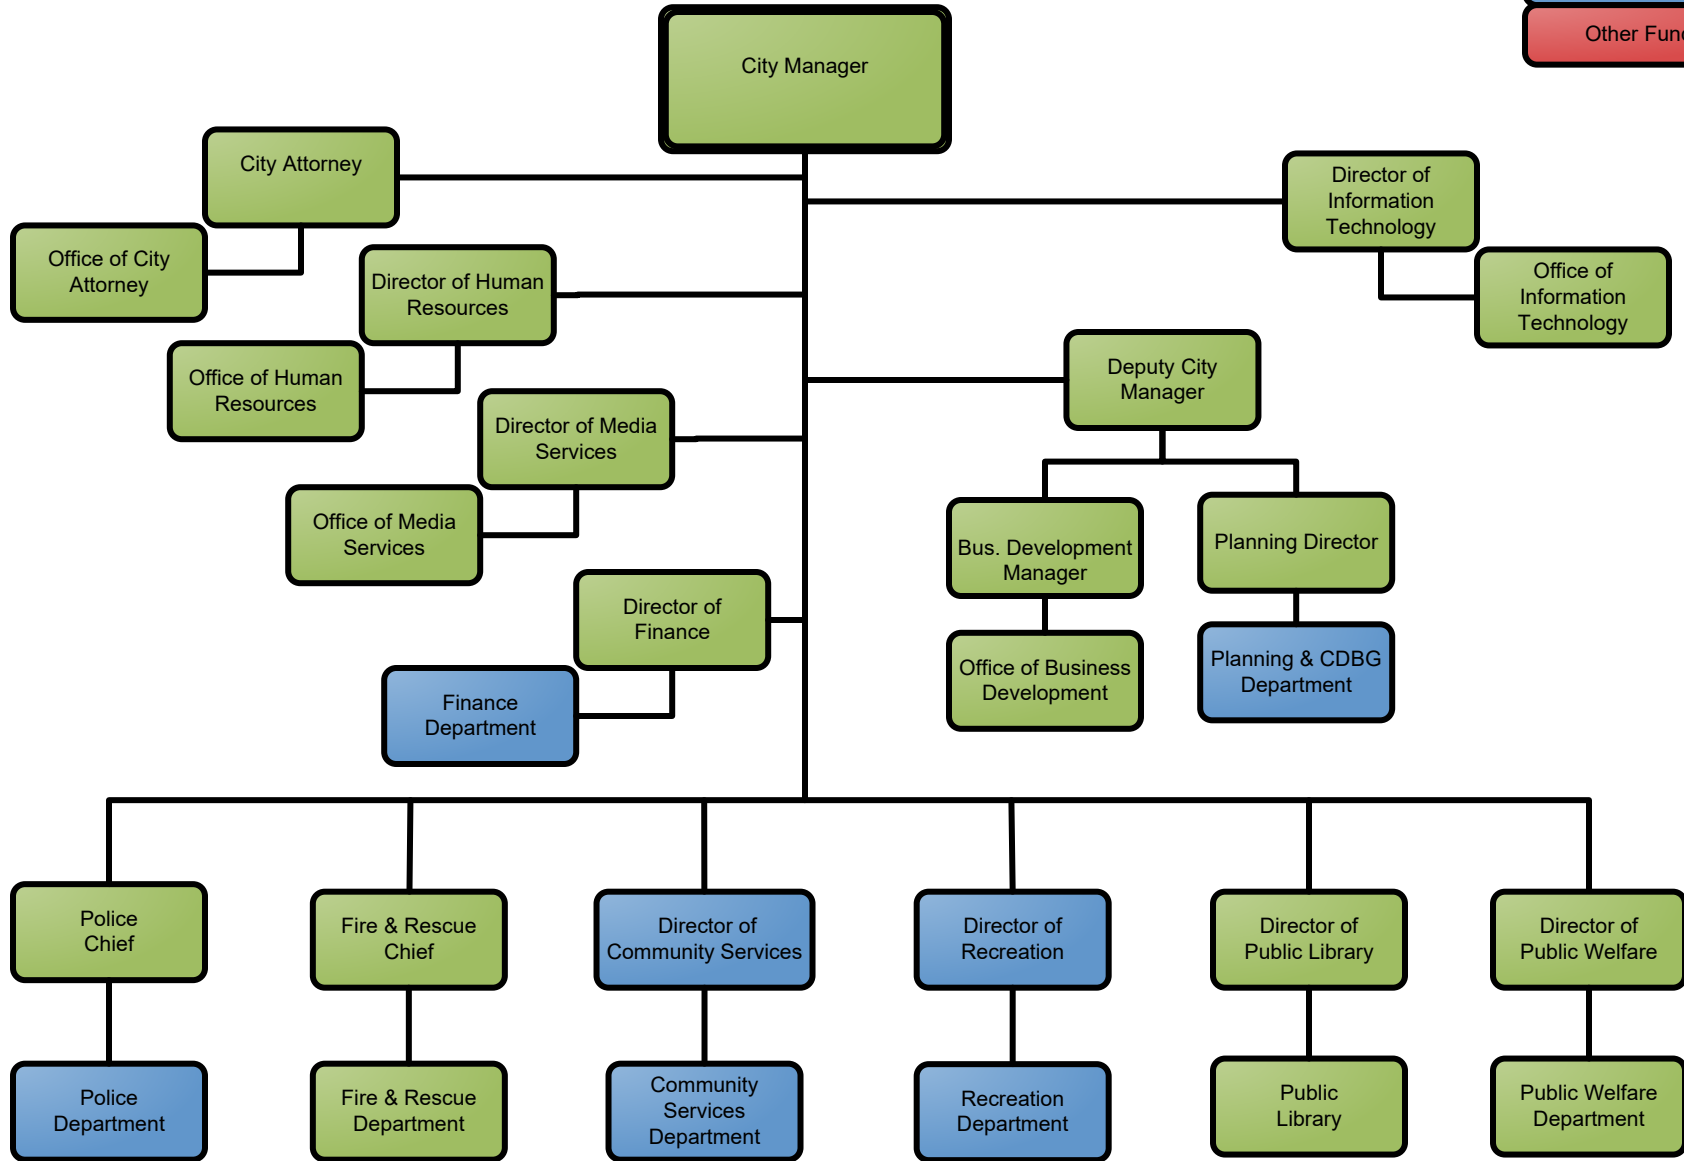 Other
City Manager
City Attorney
Director of
Information
Technology
Office of City
Attorney
Director of Human
Resources
Office of
Information
Technology
Office of Human
Resources
Deputy City
Manager
Director of Media
Services
Office of Media
Services
Bus. Development
Manager
Planning Director
Director of
Finance
Office of Business
Development
Planning & CDBG
Department
Finance
Department
Police
Chief
Fire & Rescue
Chief
Director of
Community Services
Director of
Recreation
Director of
Public Library
Director of
Public Welfare
Police
Department
Fire & Rescue
Department
Community
Services
Department
Recreation
Department
Public
Library
Public Welfare
Department